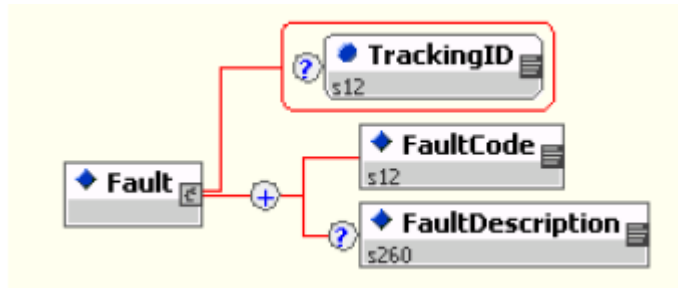 ? TrackingID
s12
FaultCode
s12
Fault
+
? FaultDescription
s260